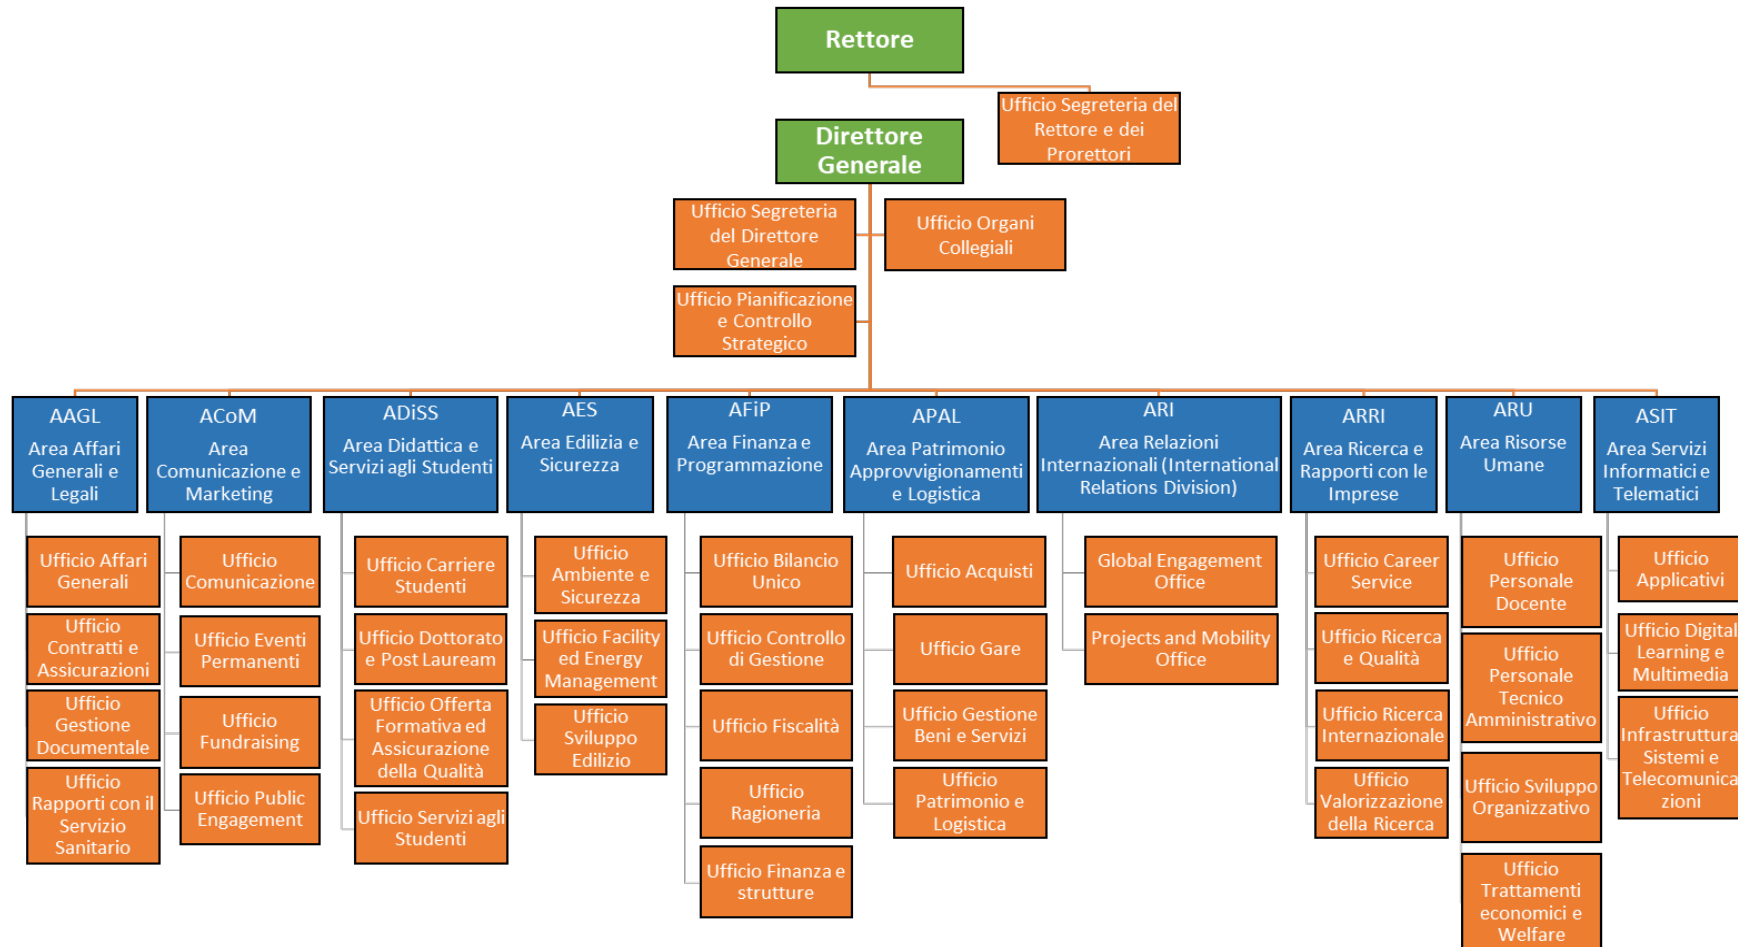 Rettore
Ufficio Segreteria del
Rettore e dei
Prorettori
Direttore
Generale
Ufficio Segreteria
del Direttore
Generale
Ufficio Organi
Collegiali
Ufficio Pianificazione
e Controllo
Strategico
AAGL
Area Affari
Generali e
Legali
Ufficio Affari
Generali
Ufficio
Contratti e
Assicurazioni
Ufficio
Gestione
Documentale
Ufficio
Rapporti con il
Servizio
Sanitario
ACoM
Area
Comunicazione e
Marketing
Ufficio
Comunicazione
Ufficio Eventi
Permanenti
Ufficio
Fundraising
Ufficio Public
Engagement
ADiSS
Area Didattica e
Servizi agli Studenti
Ufficio Carriere
Studenti
Ufficio Dottorato
e Post Lauream
Ufficio Offerta
Formativa ed
Assicurazione
della Qualità
Ufficio Servizi agli
Studenti
AES
Area Edilizia e
Sicurezza
Ufficio
Ambiente e
Sicurezza
Ufficio Facility
ed Energy
Management
Ufficio
Sviluppo
Edilizio
AFiP
Area Finanza e
Programmazione
Ufficio Bilancio
Unico
Ufficio Controllo
di Gestione
Ufficio Fiscalità
Ufficio
Ragioneria
Ufficio Finanza e
strutture
APAL
Area Patrimonio
Approvvigionamenti
e Logistica
Ufficio Acquisti
Ufficio Gare
Ufficio Gestione
Beni e Servizi
Ufficio
Patrimonio e
Logistica
ARI
Area Relazioni
Internazionali (International
Relations Division)
Global Engagement
Office
Projects and Mobility
Office
ARRI
Area Ricerca e
Rapporti con le
Imprese
Ufficio Career
Service
Ufficio Ricerca
e Qualità
Ufficio Ricerca
Internazionale
Ufficio
Valorizzazione
della Ricerca
ARU
Area Risorse
Umane
Ufficio
Personale
Docente
Ufficio
Personale
Tecnico
Amministrativo
Ufficio Sviluppo
Organizzativo
Ufficio
Trattamenti
economici e
Welfare
ASIT
Area Servizi
Informatici e
Telematici
Ufficio
Applicativi
Ufficio Digital
Learning e
Multimedia
Ufficio
Infrastruttura
Sistemi e
Telecomunica
zioni